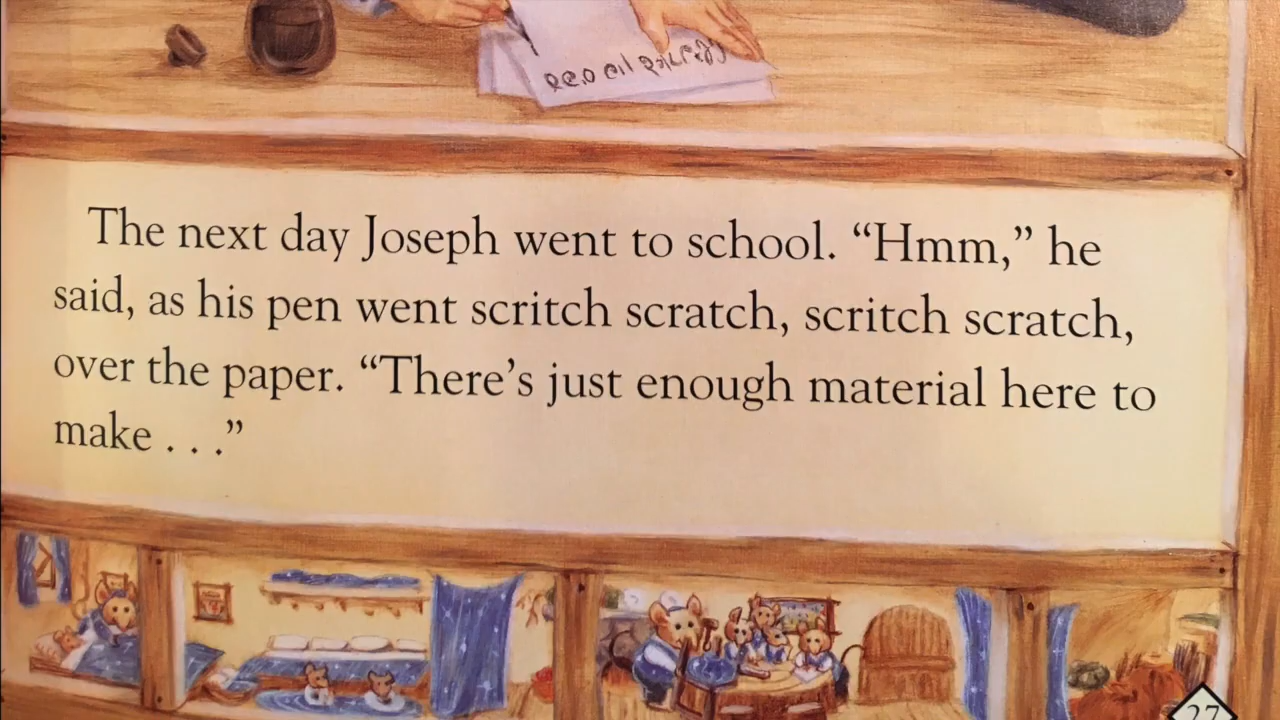 The next day Joseph went to school. “Hmm,” he
said, as his pen went scritch scratch, scritch scratch,
over the paper. “There’s just enough material here to
make . . .”
27